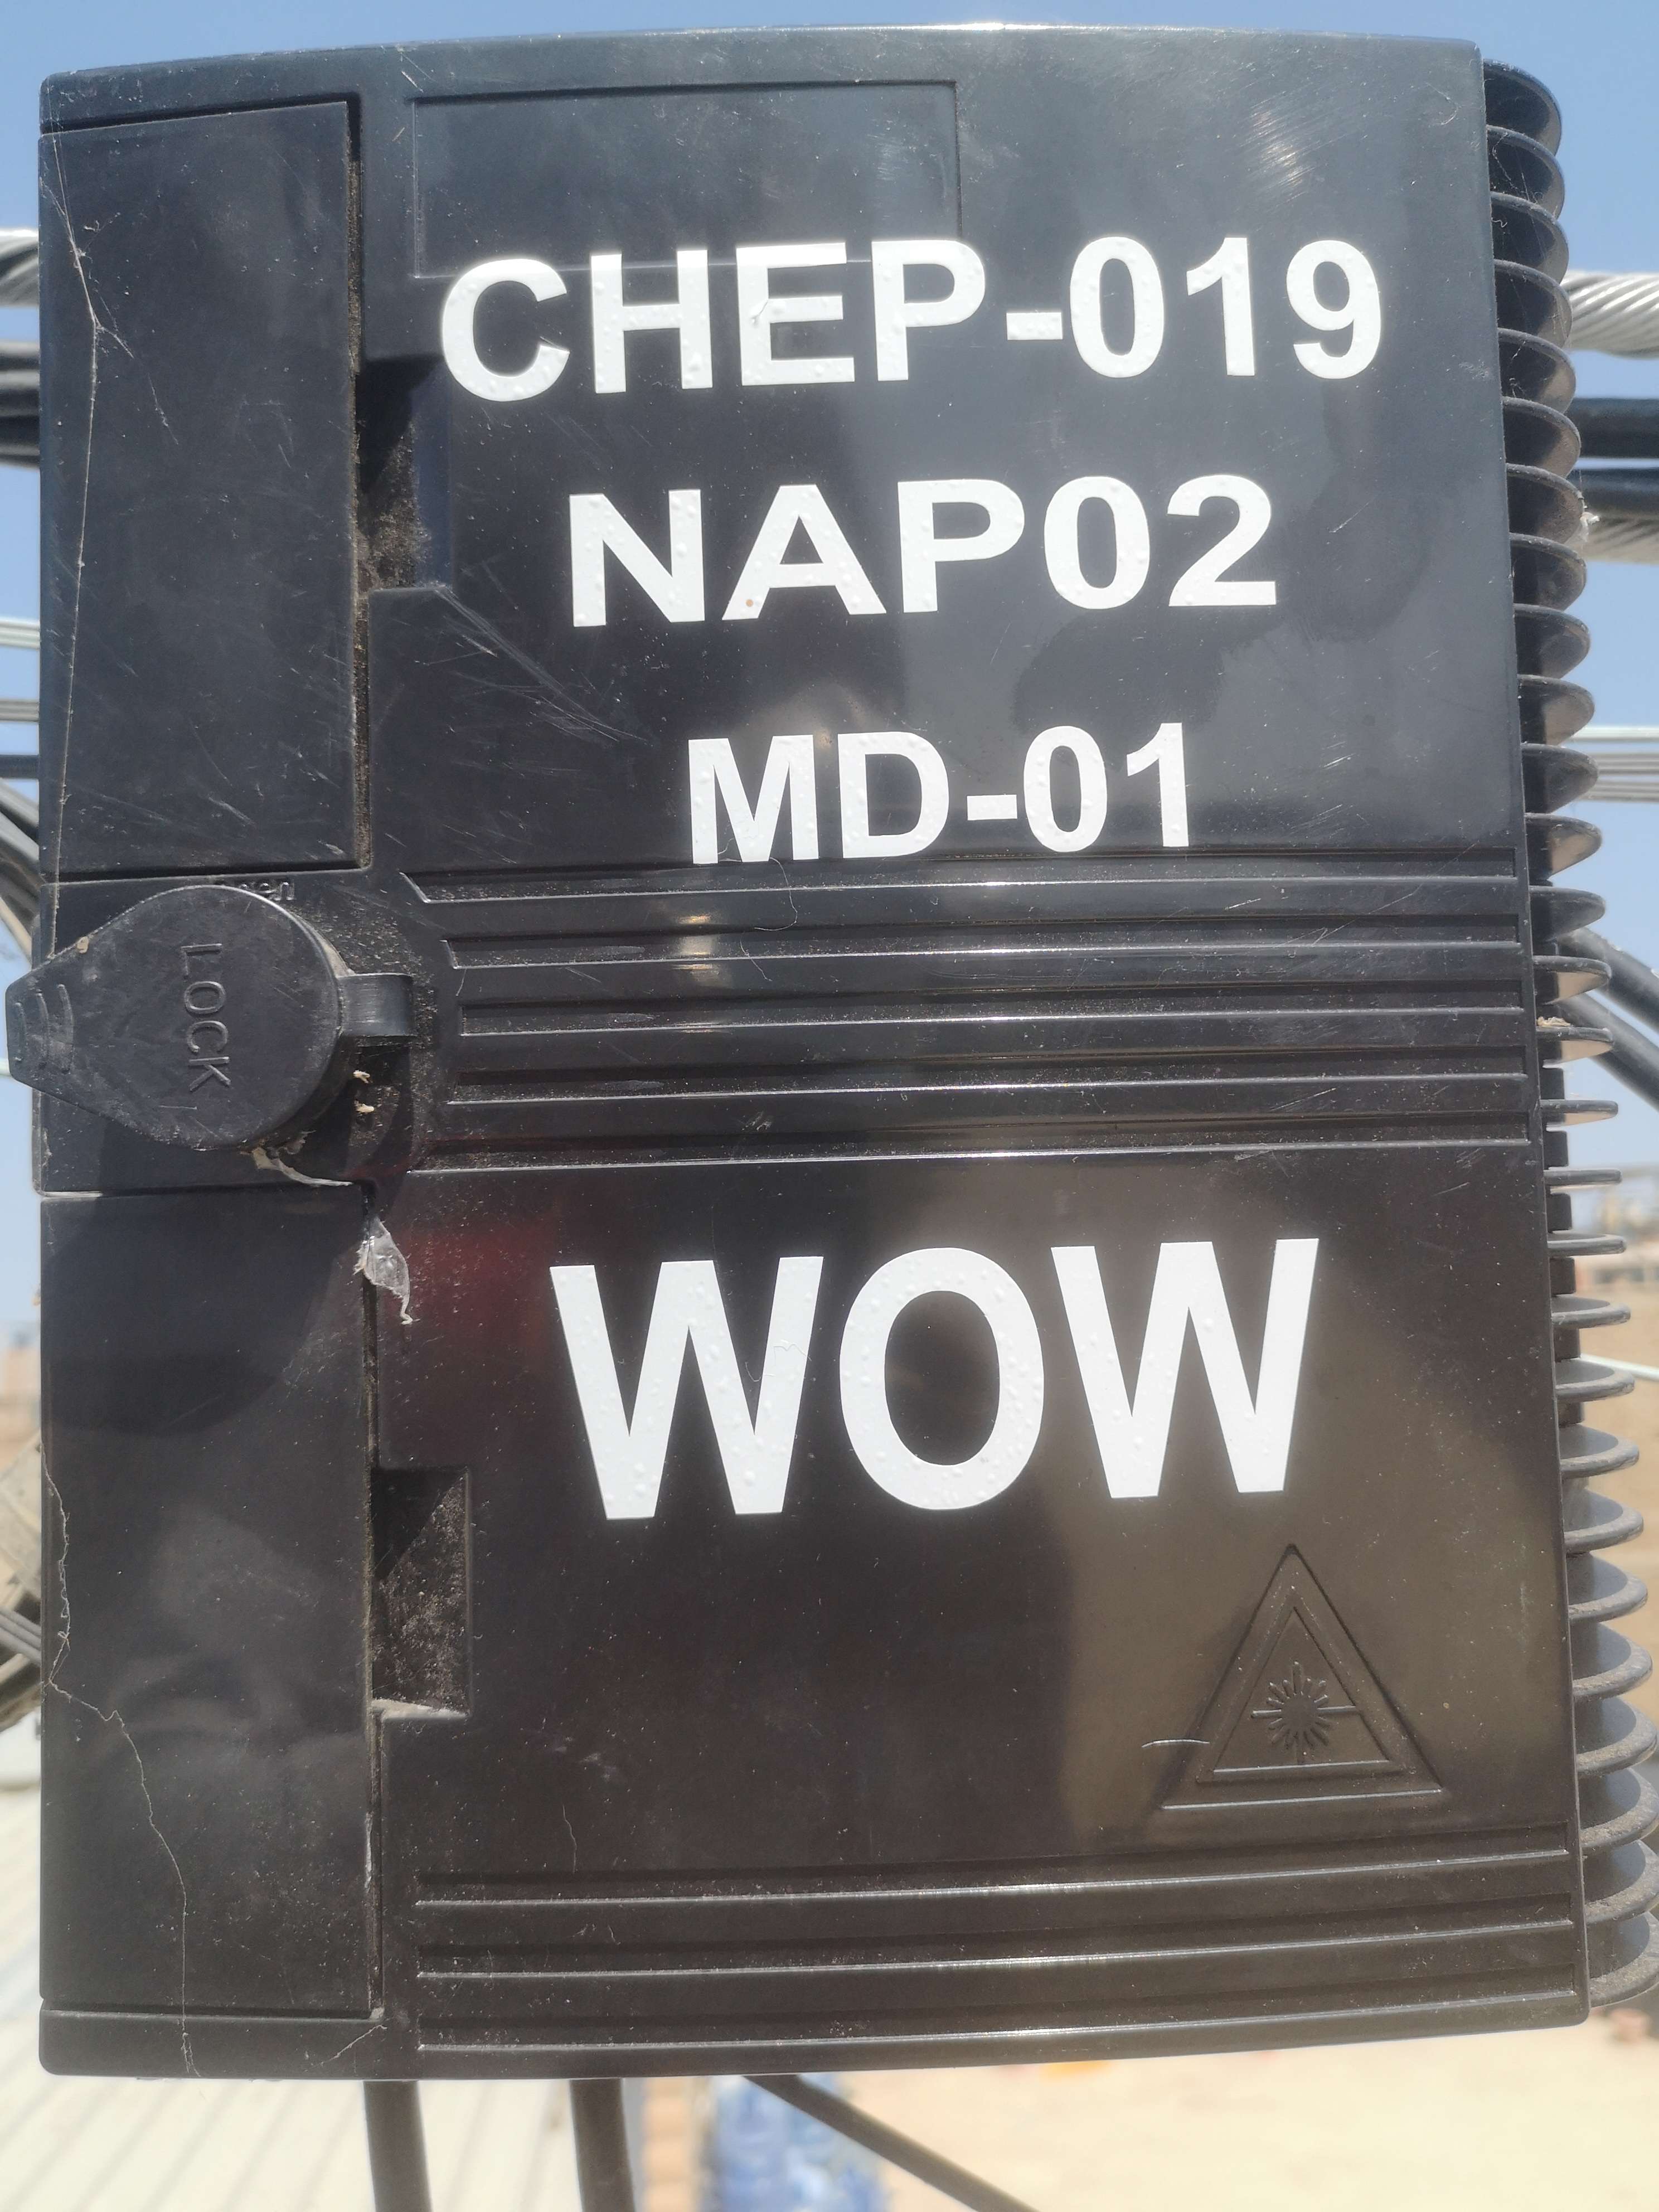 CHEP-019
NAP02
MD-01
LOCK
WOW